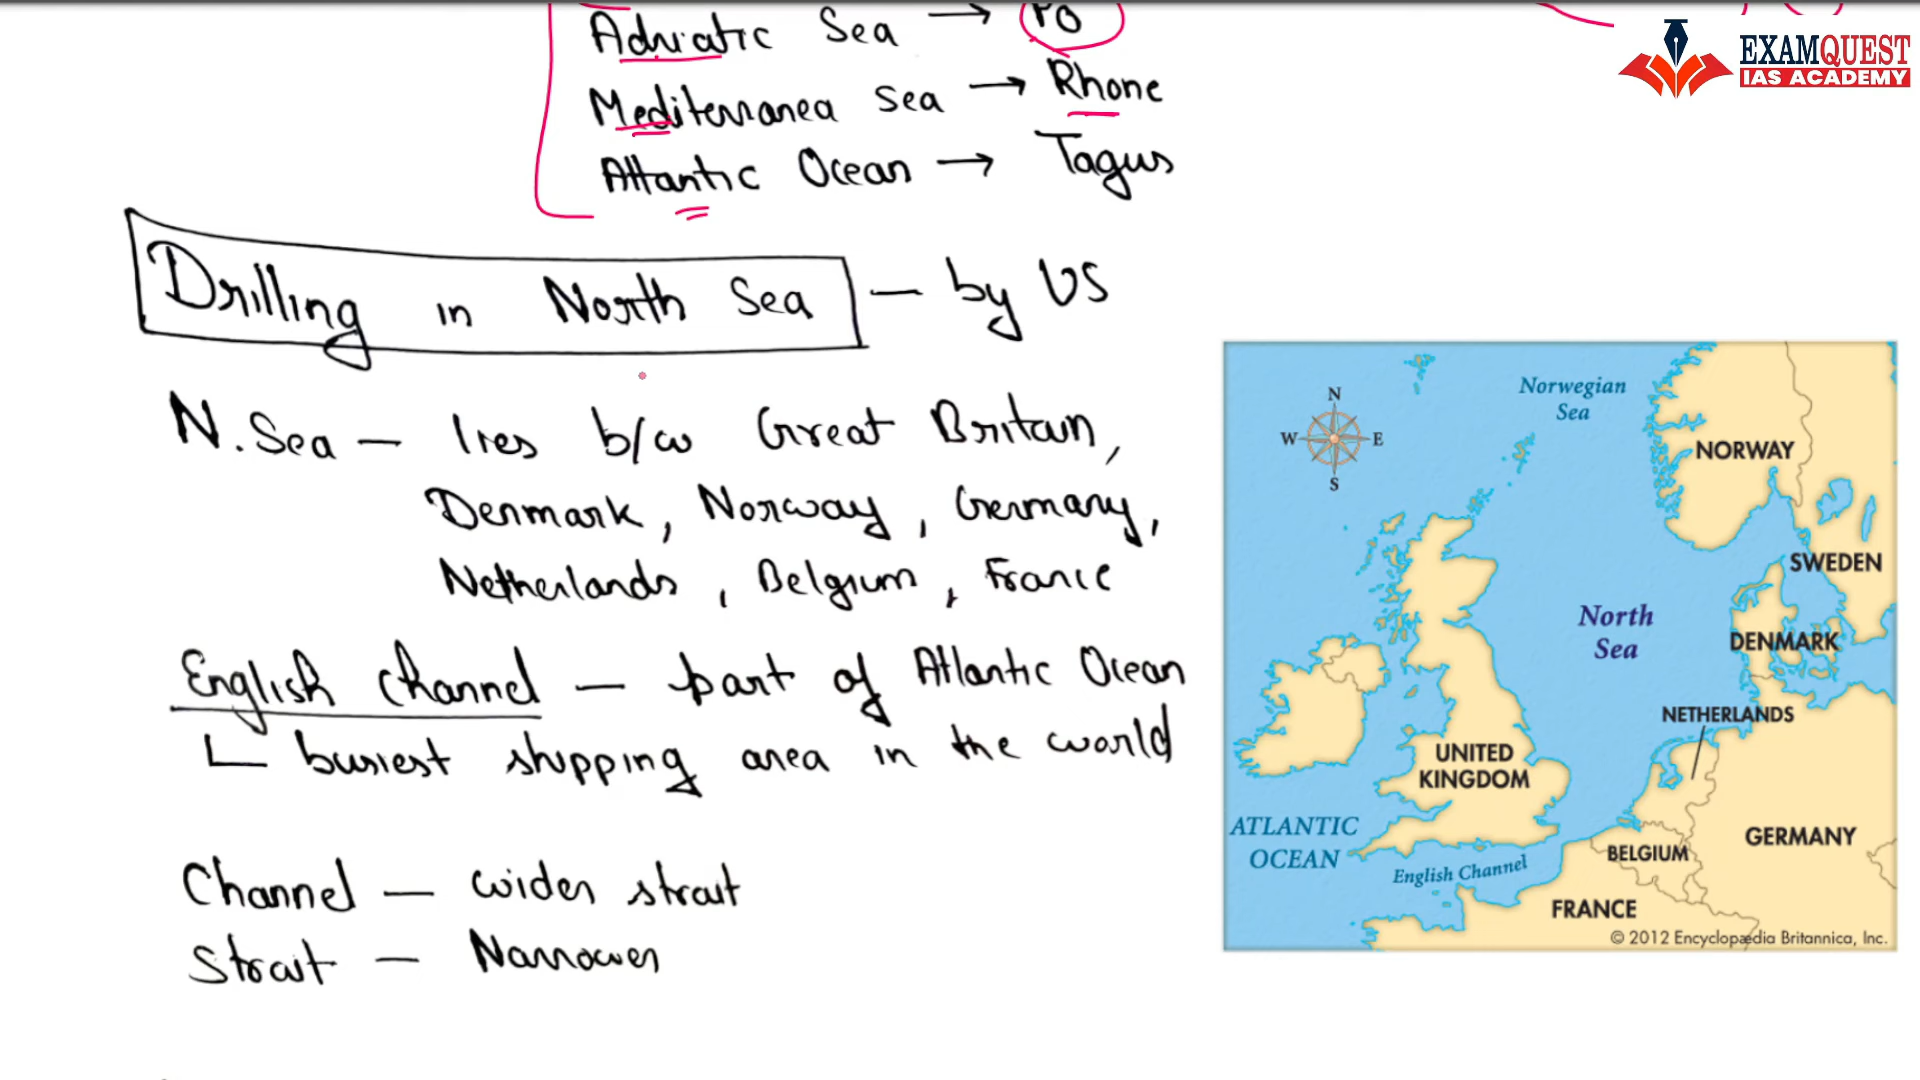 Adriatic Sea → Po
Mediterranea Sea → Rhone
Atlantic Ocean → Tagus
EXAMQUEST
IAS ACADEMY
Drilling in North Sea — by US
N. Sea — lies b/w Great Britain,
Denmark, Norway, Germany,
Netherlands, Belgium, France
English Channel — part of Atlantic Ocean
busiest shipping area in the world
Channel — wider strait
Strait — Narrower
N
W E
S
Norwegian
Sea
NORWAY
SWEDEN
North
Sea
DENMARK
NETHERLANDS
UNITED
KINGDOM
ATLANTIC
OCEAN
English Channel
BELGIUM
GERMANY
FRANCE
© 2012 Encyclopædia Britannica, Inc.